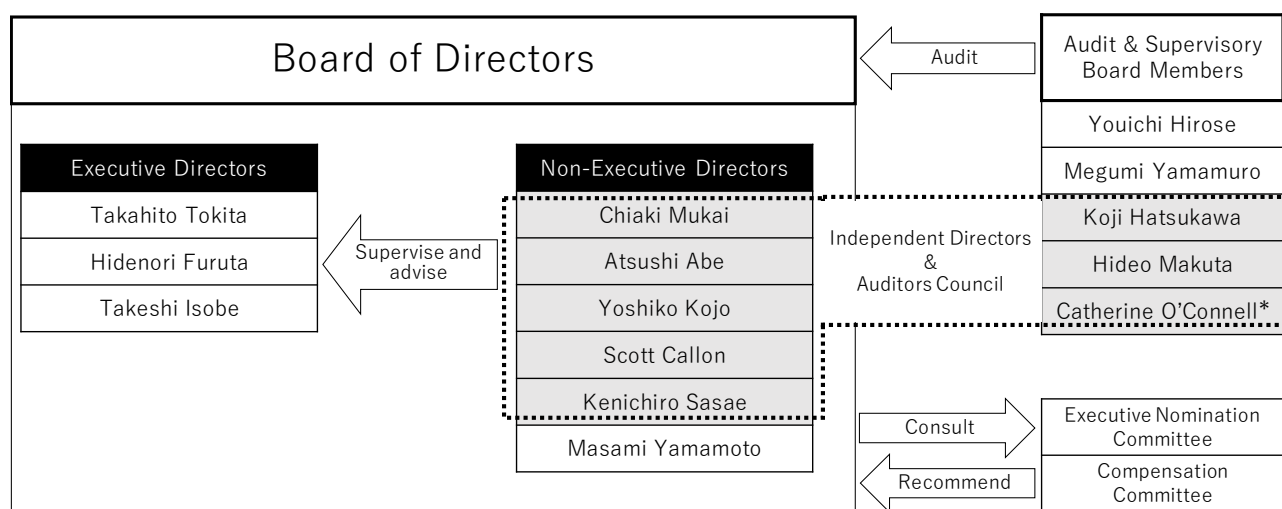 Board of Directors
Audit
Audit & Supervisory
Board Members
Youichi Hirose
Megumi Yamamuro
Koji Hatsukawa
Hideo Makuta
Catherine O’Connell*
Executive Directors
Takahito Tokita
Hidenori Furuta
Takeshi Isobe
Supervise and
advise
Non-Executive Directors
Chiaki Mukai
Atsushi Abe
Yoshiko Kojo
Scott Callon
Kenichiro Sasae
Masami Yamamoto
Independent Directors
&
Auditors Council
Consult
Recommend
Executive Nomination
Committee
Compensation
Committee